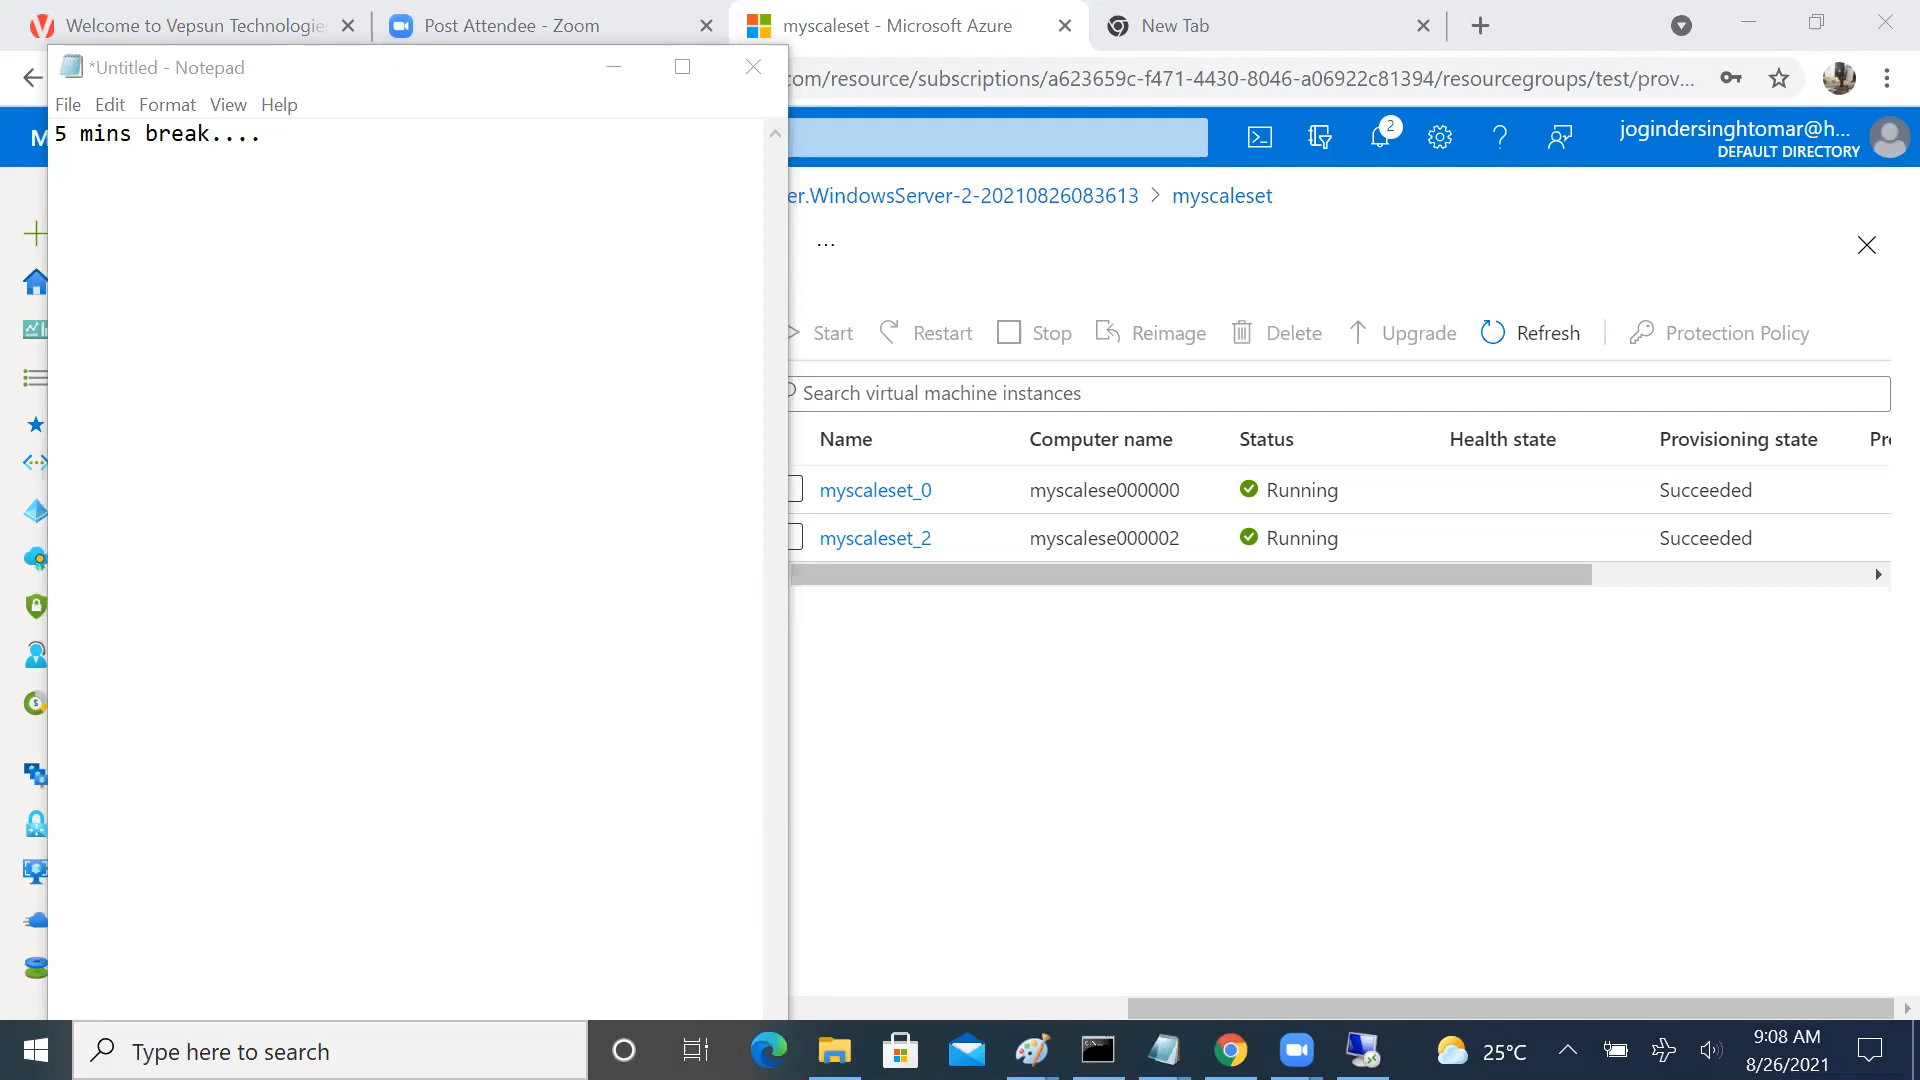 Welcome to Vepsun Technologie
Post Attendee - Zoom
myscaleset - Microsoft Azure
New Tab
*Untitled - Notepad
com/resource/subscriptions/a623659c-f471-4430-8046-a06922c81394/resourcegroups/test/prov...
File Edit Format View Help
5 mins break....
M
2
jogindersinghtomar@h...
DEFAULT DIRECTORY
er.WindowsServer-2-20210826083613 > myscaleset
...
Start Restart Stop Reimage Delete Upgrade Refresh Protection Policy
Search virtual machine instances
Name Computer name Status Health state Provisioning state Pr
myscaleset_0 myscalese000000 Running Succeeded
myscaleset_2 myscalese000002 Running Succeeded
Type here to search
25°C
9:08 AM
8/26/2021